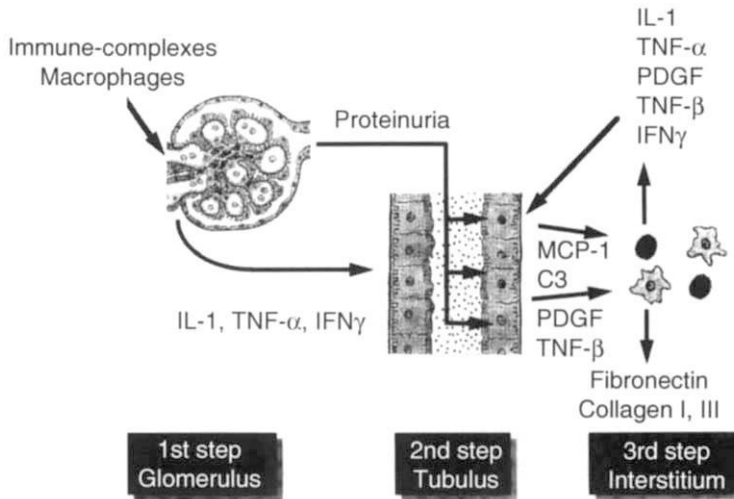 Immune-complexes
Macrophages
Proteinuria
IL-1
TNF-α
PDGF
TNF-β
IFNγ
IL-1, TNF-α, IFNγ
MCP-1
C3
PDGF
TNF-β
Fibronectin
Collagen I, III
1st step
Glomerulus
2nd step
Tubulus
3rd step
Interstitium